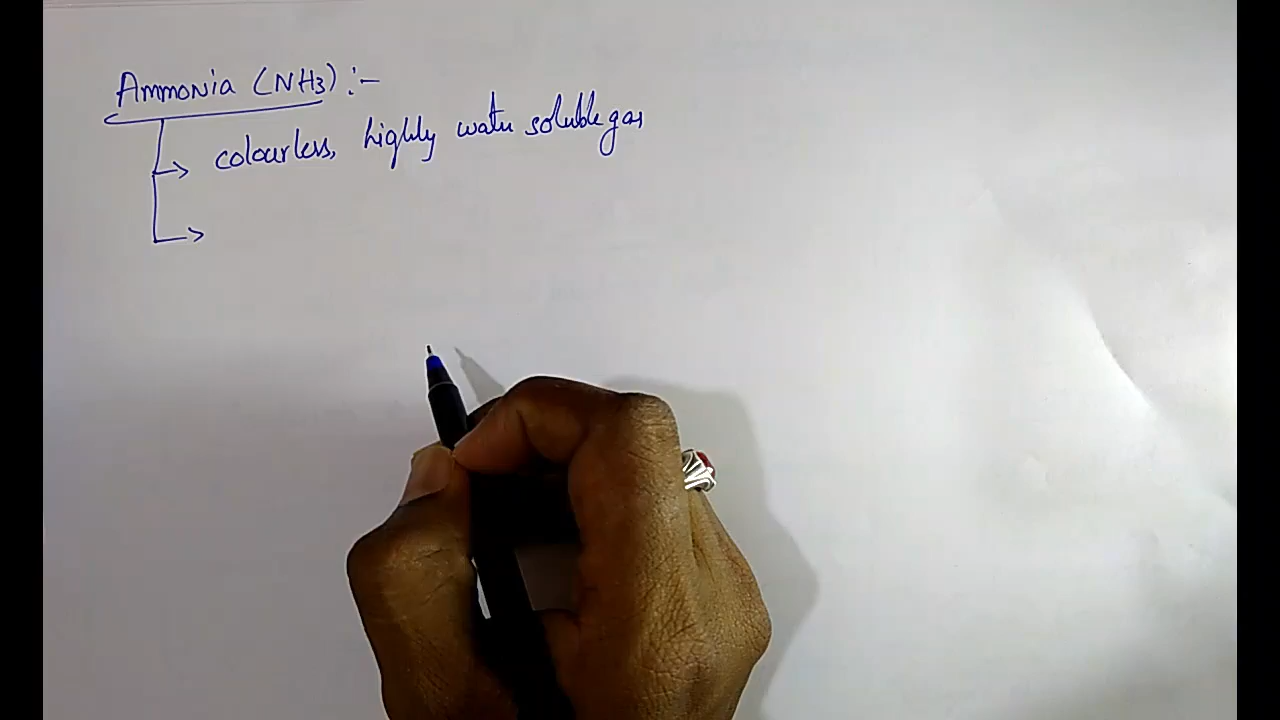 Ammonia (NH3) :-
→ colourless, highly water soluble gas
→